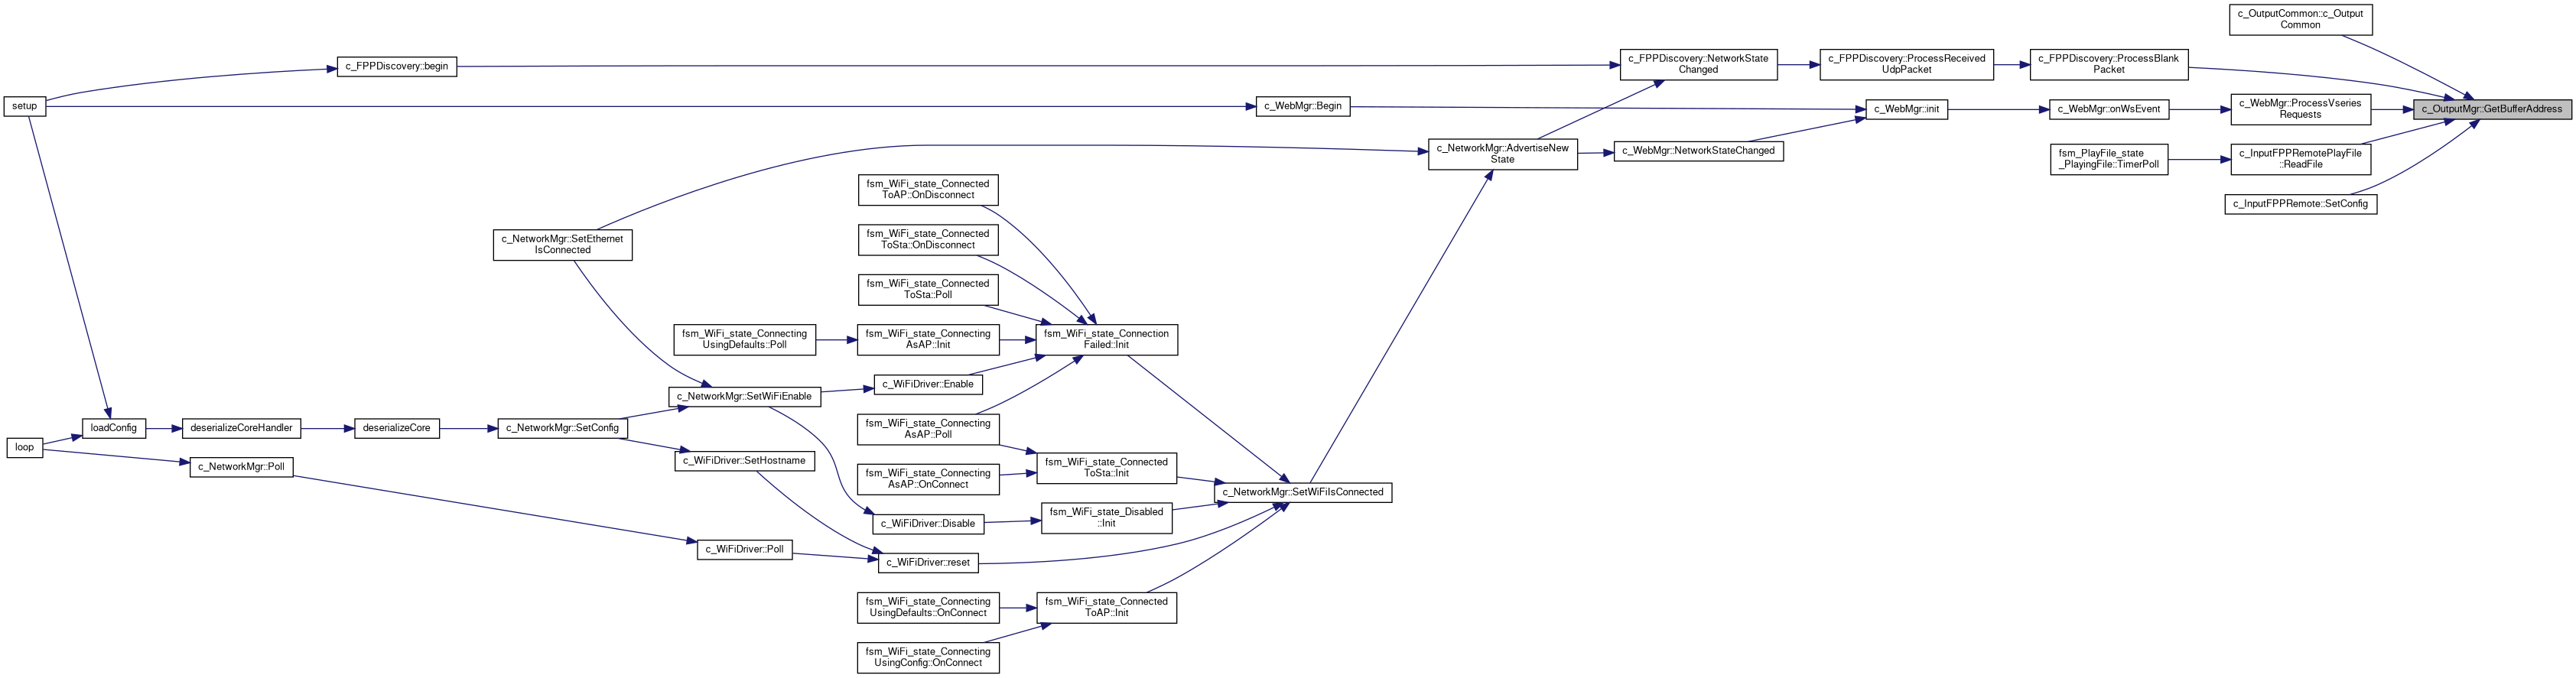 c_OutputCommon::c_Output
Common
c_FPPDiscovery::begin
c_FPPDiscovery::NetworkState
Changed
c_FPPDiscovery::ProcessReceived
UdpPacket
c_FPPDiscovery::ProcessBlank
Packet
setup
c_WebMgr::Begin
c_WebMgr::init
c_WebMgr::onWsEvent
c_WebMgr::ProcessVseries
Requests
c_OutputMgr::GetBufferAddress
c_NetworkMgr::AdvertiseNew
State
c_WebMgr::NetworkStateChanged
fsm_PlayFile_state
_PlayingFile::TimerPoll
c_InputFPPRemotePlayFile
::ReadFile
c_InputFPPRemote::SetConfig
fsm_WiFi_state_Connected
ToAP::OnDisconnect
c_NetworkMgr::SetEthernet
IsConnected
fsm_WiFi_state_Connected
ToSta::OnDisconnect
fsm_WiFi_state_Connected
ToSta::Poll
fsm_WiFi_state_Connecting
UsingDefaults::Poll
fsm_WiFi_state_Connecting
AsAP::Init
fsm_WiFi_state_Connection
Failed::Init
c_WiFiDriver::Enable
c_NetworkMgr::SetWiFiEnable
loadConfig
deserializeCoreHandler
deserializeCore
c_NetworkMgr::SetConfig
fsm_WiFi_state_Connecting
AsAP::Poll
loop
c_NetworkMgr::Poll
c_WiFiDriver::SetHostname
fsm_WiFi_state_Connecting
AsAP::OnConnect
fsm_WiFi_state_Connected
ToSta::Init
c_NetworkMgr::SetWiFiIsConnected
c_WiFiDriver::Disable
fsm_WiFi_state_Disabled
::Init
c_WiFiDriver::Poll
c_WiFiDriver::reset
fsm_WiFi_state_Connecting
UsingDefaults::OnConnect
fsm_WiFi_state_Connected
ToAP::Init
fsm_WiFi_state_Connecting
UsingConfig::OnConnect